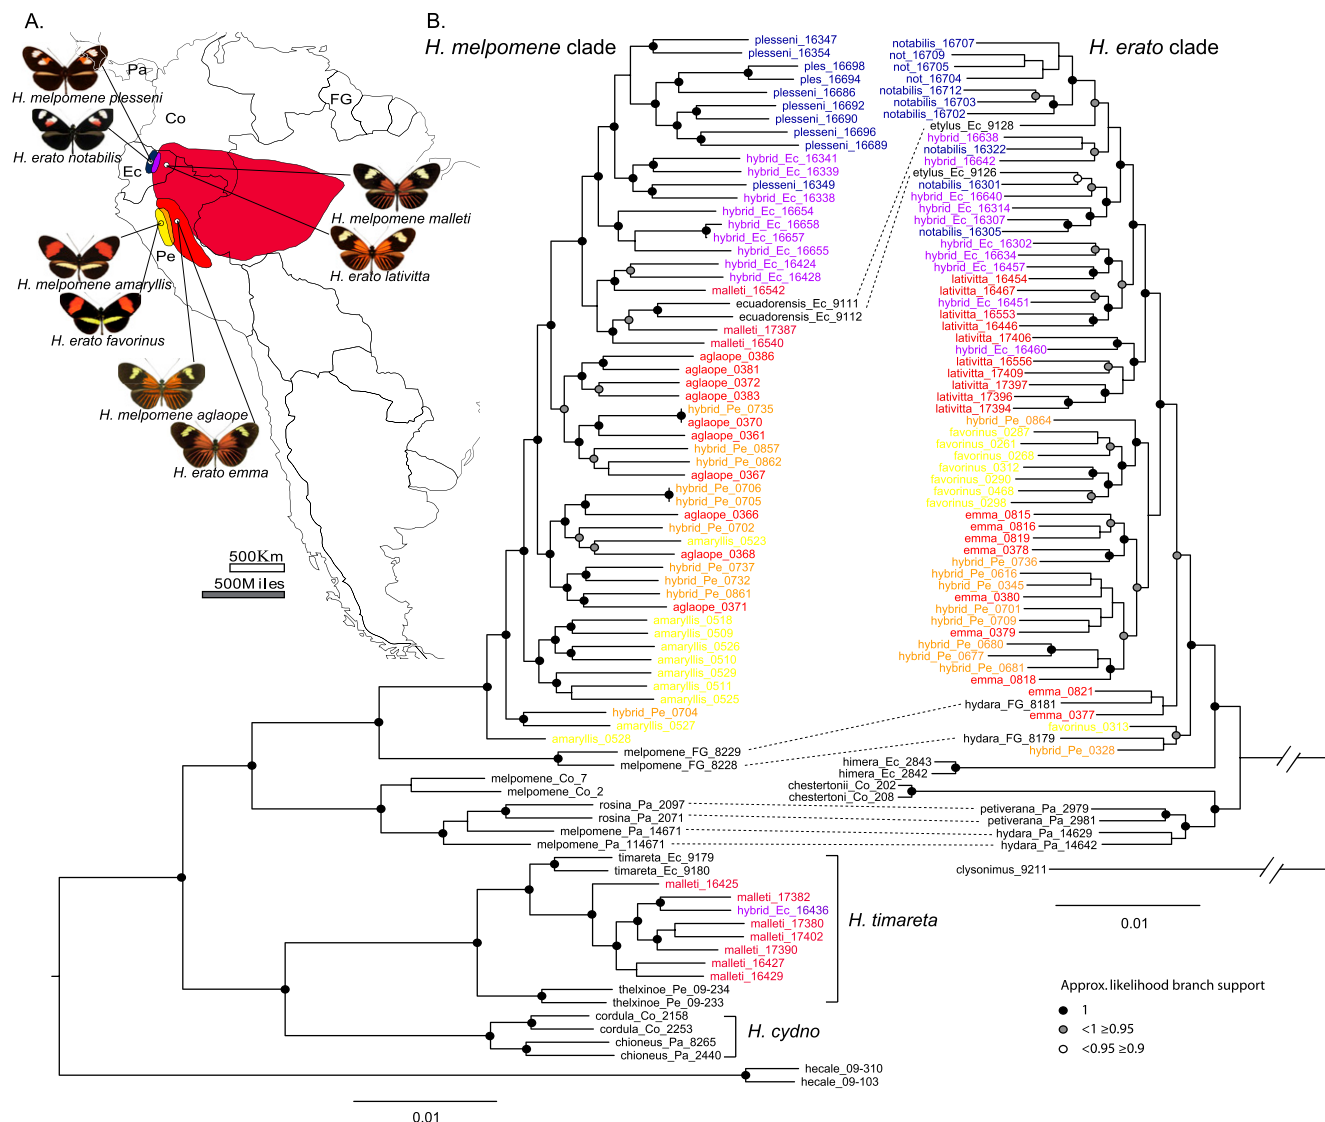 A.
Pa
Co
FG
Ec
Pe
H. melpomene plesseni
H. erato notabilis
H. melpomene malleti
H. erato lativitta
H. melpomene amaryllis
H. erato favorinus
H. melpomene aglaope
H. erato emma
500Km
500Miles
B.
H. melpomene clade
plesseni_16347
plesseni_16354
ples_16698
ples_16694
plesseni_16686
plesseni_16692
plesseni_16690
plesseni_16696
plesseni_16689
hybrid_Ec_16341
hybrid_Ec_16339
plesseni_16349
hybrid_Ec_16338
hybrid_Ec_16654
hybrid_Ec_16658
hybrid_Ec_16657
hybrid_Ec_16655
hybrid_Ec_16424
hybrid_Ec_16428
malleti_16542
ecuadorensis_Ec_9111
ecuadorensis_Ec_9112
malleti_17387
malleti_16540
aglaope_0386
aglaope_0381
aglaope_0372
aglaope_0383
hybrid_Pe_0735
aglaope_0370
aglaope_0361
hybrid_Pe_0857
hybrid_Pe_0862
aglaope_0367
hybrid_Pe_0706
hybrid_Pe_0705
aglaope_0366
hybrid_Pe_0702
amaryllis_0523
aglaope_0368
hybrid_Pe_0737
hybrid_Pe_0732
hybrid_Pe_0861
aglaope_0371
amaryllis_0518
amaryllis_0509
amaryllis_0526
amaryllis_0510
amaryllis_0529
amaryllis_0511
amaryllis_0525
hybrid_Pe_0704
amaryllis_0527
amaryllis_0528
melpomene_FG_8229
melpomene_FG_8228
melpomene_Co_7
melpomene_Co_2
rosina_Pa_2097
rosina_Pa_2071
melpomene_Pa_14671
melpomene_Pa_114671
timareta_Ec_9179
timareta_Ec_9180
malleti_16425
malleti_17382
hybrid_Ec_16436
malleti_17380
malleti_17402
malleti_17390
malleti_16427
malleti_16429
thelxinoe_Pe_09-234
thelxinoe_Pe_09-233
H. timareta
cordula_Co_2158
cordula_Co_2253
chioneus_Pa_8265
chioneus_Pa_2440
H. cydno
hecale_09-310
hecale_09-103
0.01
H. erato clade
notabilis_16707
not_16709
not_16705
not_16704
notabilis_16712
notabilis_16703
notabilis_16702
etylus_Ec_9128
hybrid_16638
notabilis_16322
hybrid_16642
etylus_Ec_9126
notabilis_16301
hybrid_Ec_16640
hybrid_Ec_16314
hybrid_Ec_16307
notabilis_16305
hybrid_Ec_16302
hybrid_Ec_16634
hybrid_Ec_16457
lativitta_16454
lativitta_16467
hybrid_Ec_16451
lativitta_16553
lativitta_16446
lativitta_17406
hybrid_Ec_16460
lativitta_16556
lativitta_17409
lativitta_17397
lativitta_17396
lativitta_17394
hybrid_Pe_0864
favorinus_0267
favorinus_0261
favorinus_0268
favorinus_0312
favorinus_0290
favorinus_0468
favorinus_0298
emma_0815
emma_0816
emma_0819
emma_0378
hybrid_Pe_0736
hybrid_Pe_0616
hybrid_Pe_0345
emma_0380
hybrid_Pe_0701
hybrid_Pe_0709
emma_0379
hybrid_Pe_0680
hybrid_Pe_0677
hybrid_Pe_0681
emma_0818
emma_0821
hydara_FG_8181
emma_0377
favorinus_0313
hydara_FG_8179
hybrid_Pe_0328
himera_Ec_2843
himera_Ec_2842
chestertonii_Co_202
chestertoni_Co_208
petiverana_Pa_2979
petiverana_Pa_2981
hydara_Pa_14629
hydara_Pa_14642
clysonimus_9211
0.01
Approx. likelihood branch support
1
<1 ≥0.95
<0.95 ≥0.9